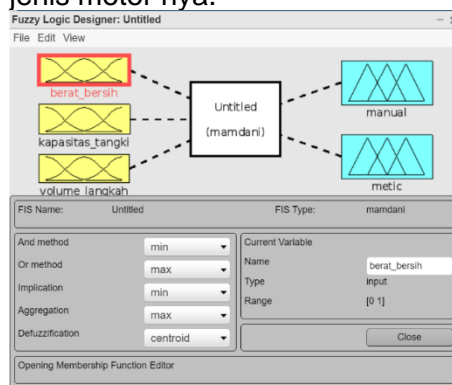 jenis motor nya.
Fuzzy Logic Designer: Untitled
File Edit View
berat_bersih
kapasitas_tangki
volume_langkah
Untitled
(mamdani)
manual
metic
FIS Name: Untitled FIS Type: mamdani
And method min
Or method max
Implication min
Aggregation max
Defuzzification centroid
Current Variable
Name berat_bersih
Type input
Range [0 1]
Close
Opening Membership Function Editor